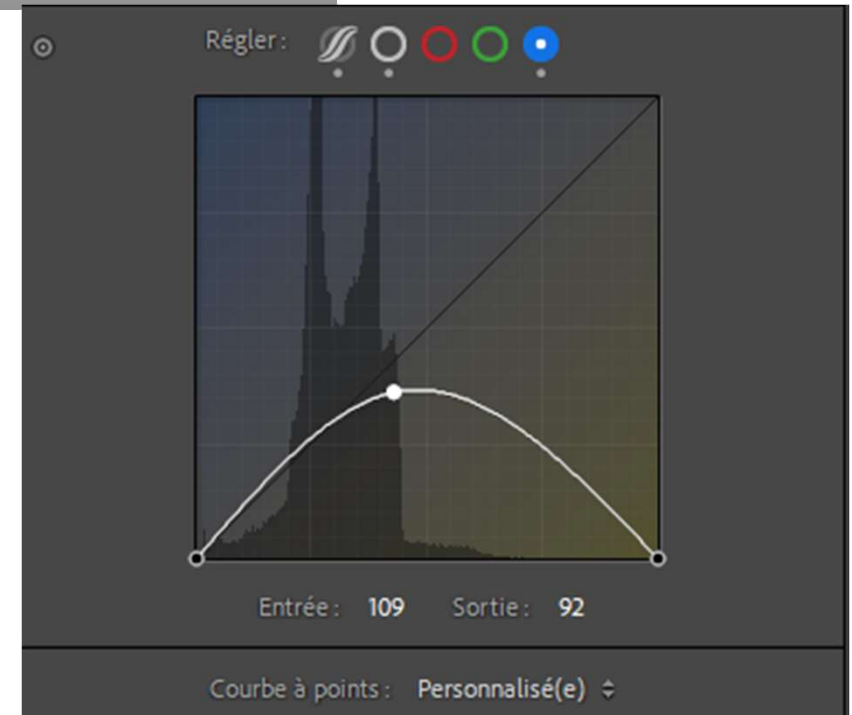 Régler :
Entrée : 109 Sortie : 92
Courbe à points : Personnalisé(e)